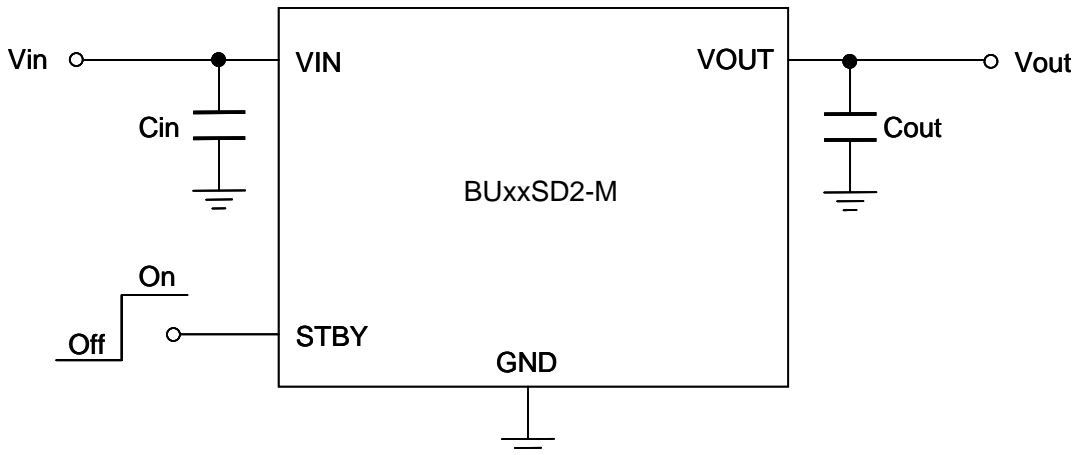 Vin
VIN
VOUT
Vout
Cin
Cout
BUxxSD2-M
On
Off
STBY
GND